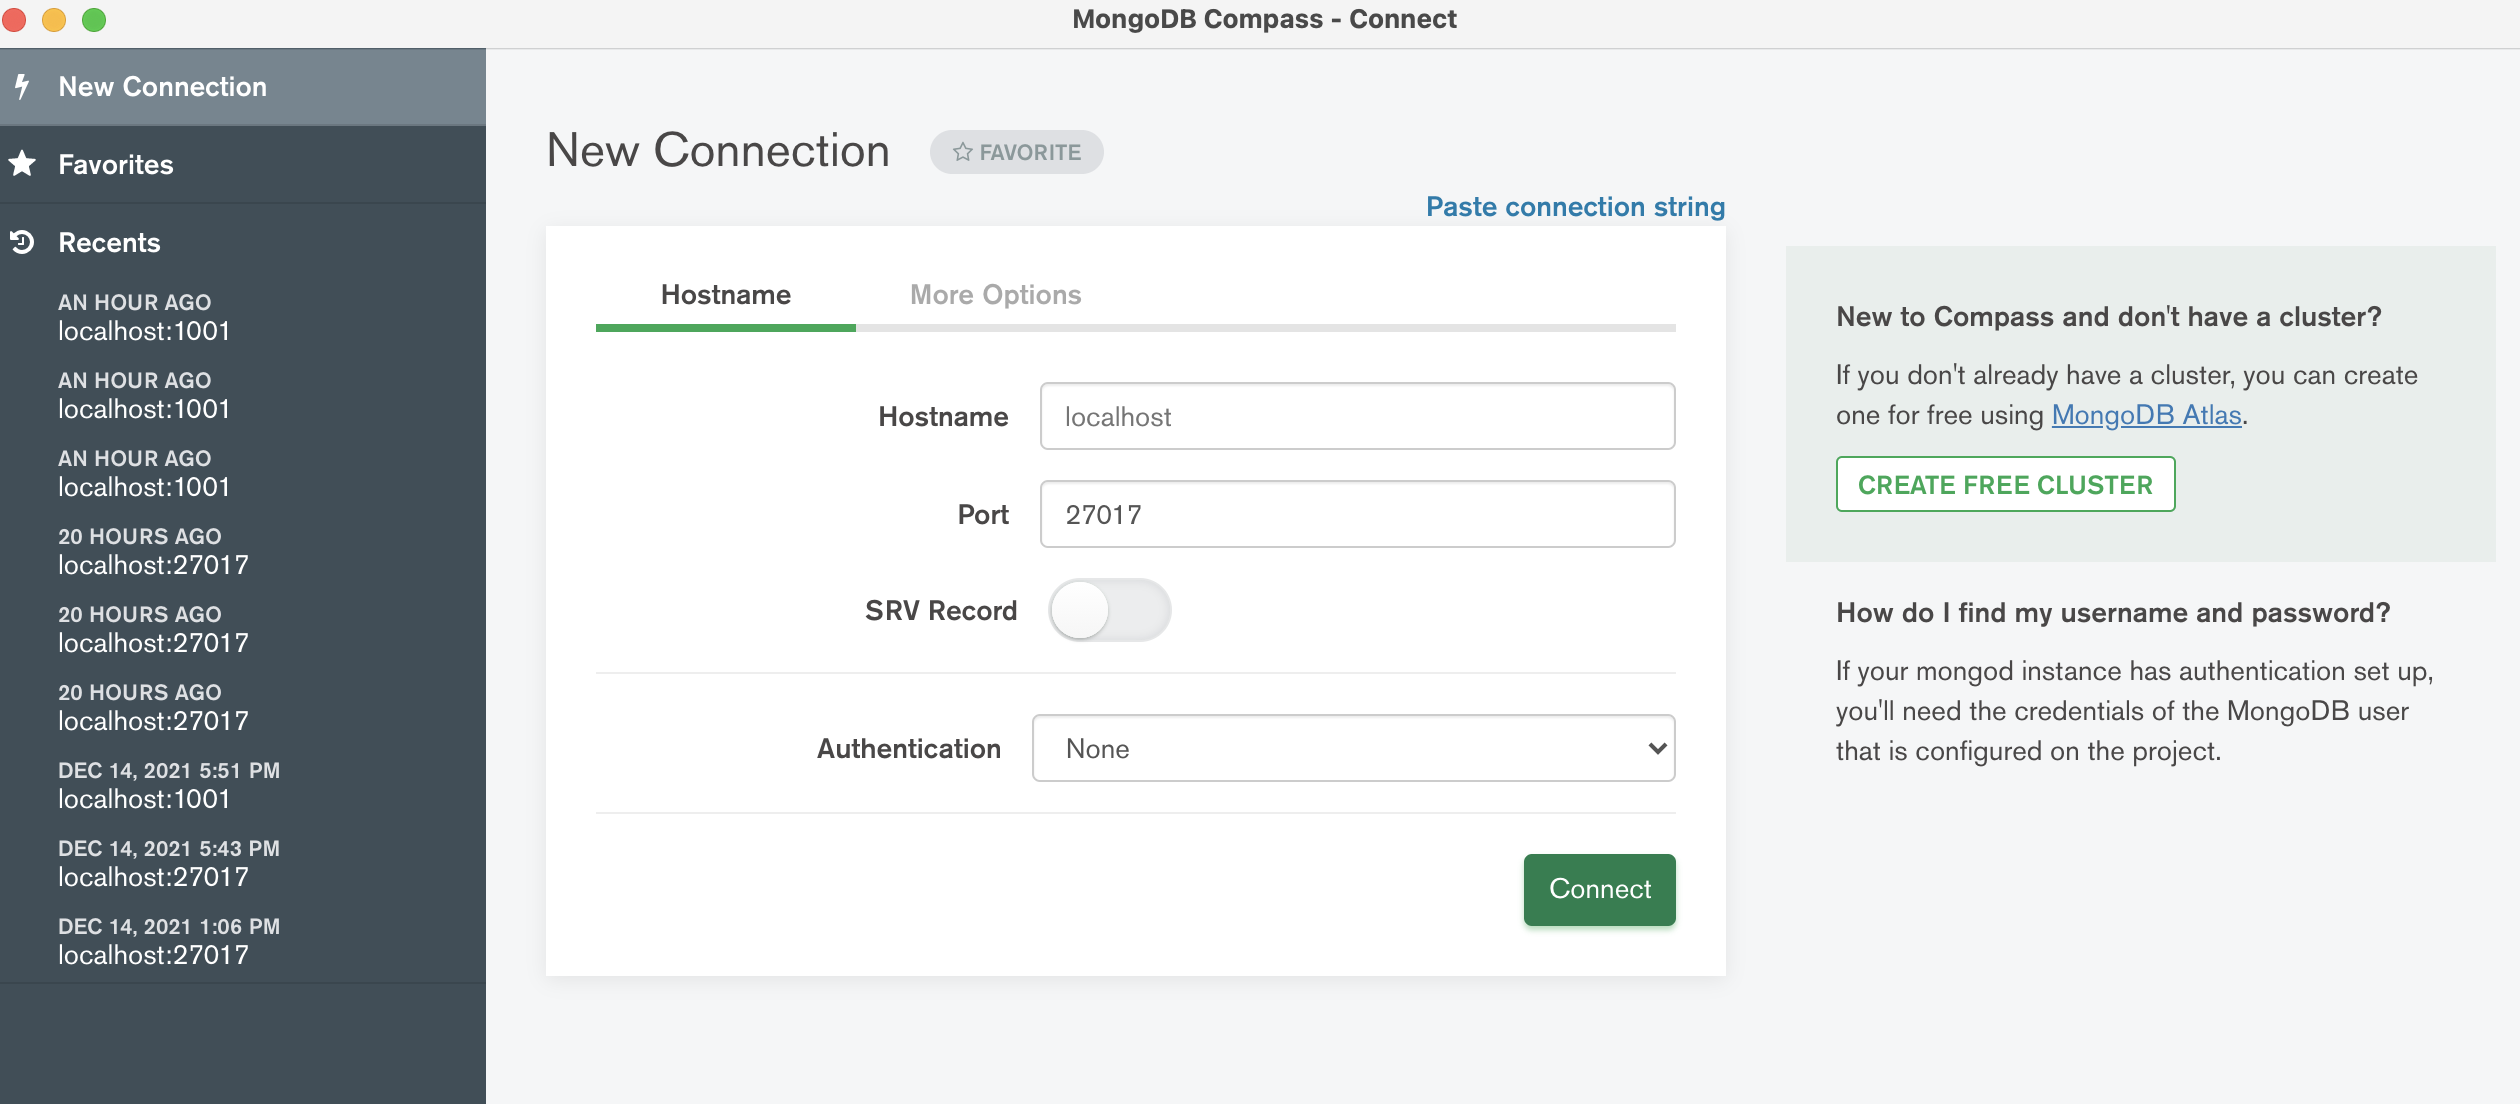 MongoDB Compass - Connect
New Connection
Favorites
Recents
AN HOUR AGO
localhost:1001
AN HOUR AGO
localhost:1001
AN HOUR AGO
localhost:1001
20 HOURS AGO
localhost:27017
20 HOURS AGO
localhost:27017
20 HOURS AGO
localhost:27017
DEC 14, 2021 5:51 PM
localhost:1001
DEC 14, 2021 5:43 PM
localhost:27017
DEC 14, 2021 1:06 PM
localhost:27017
New Connection
FAVORITE
Paste connection string
Hostname
More Options
Hostname
localhost
Port
27017
SRV Record
Authentication
None
Connect
New to Compass and don't have a cluster?
If you don't already have a cluster, you can create
one for free using MongoDB Atlas.
CREATE FREE CLUSTER
How do I find my username and password?
If your mongod instance has authentication set up,
you'll need the credentials of the MongoDB user
that is configured on the project.